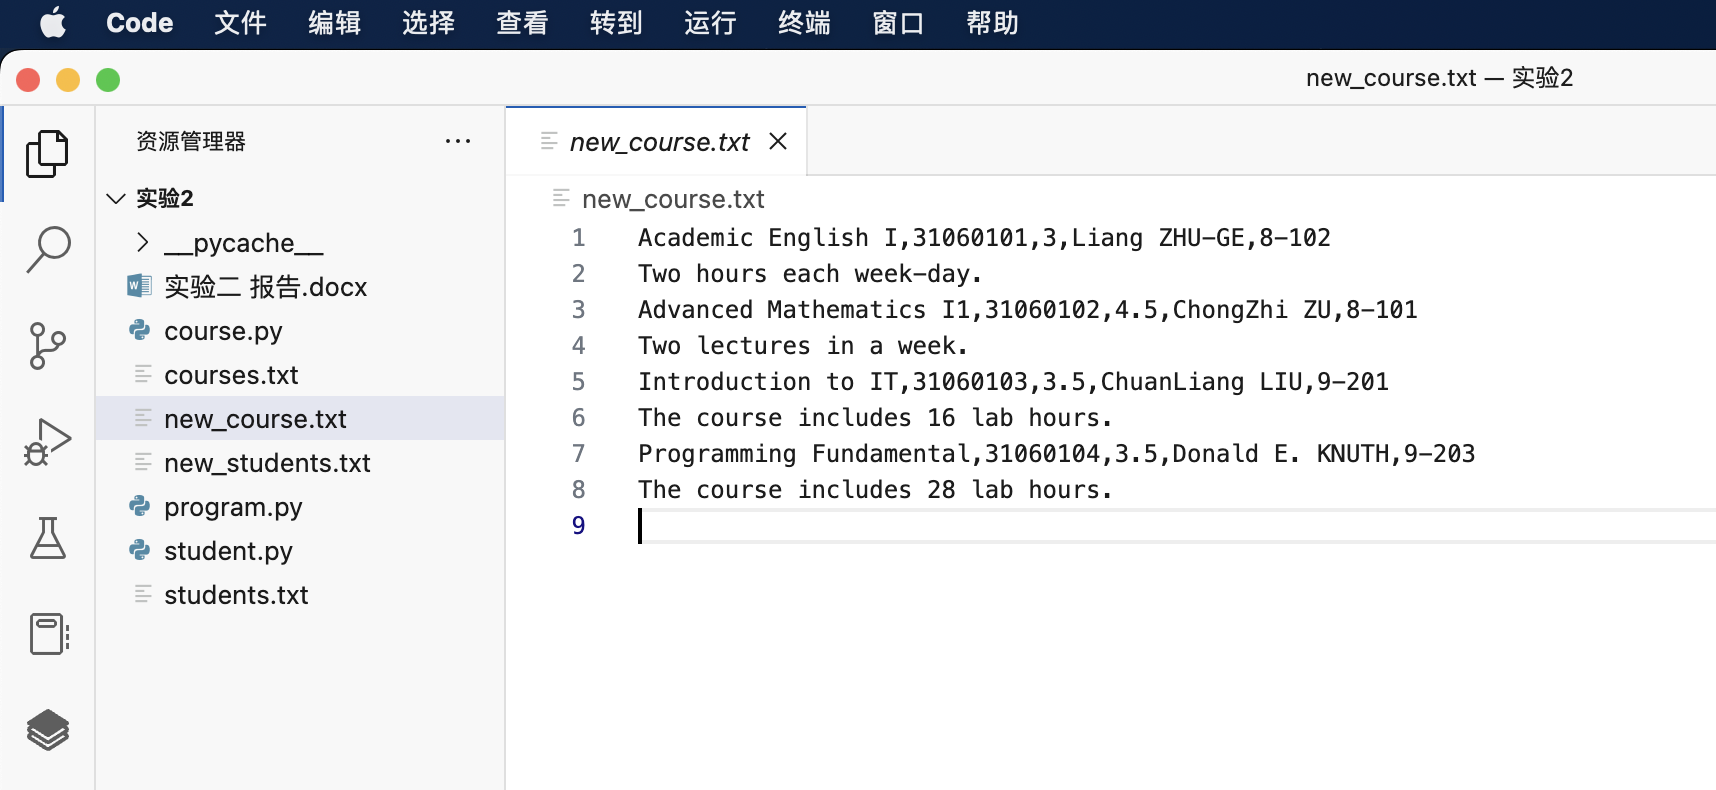 Code 文件 编辑 选择 查看 转到 运行 终端 窗口 帮助
new_course.txt — 实验2
资源管理器 ···
实验2
__pycache__
实验二 报告.docx
course.py
courses.txt
new_course.txt
new_students.txt
program.py
student.py
students.txt
new_course.txt
new_course.txt
1 Academic English I,31060101,3,Liang ZHU-GE,8-102
2 Two hours each week-day.
3 Advanced Mathematics I1,31060102,4.5,ChongZhi ZU,8-101
4 Two lectures in a week.
5 Introduction to IT,31060103,3.5,ChuanLiang LIU,9-201
6 The course includes 16 lab hours.
7 Programming Fundamental,31060104,3.5,Donald E. KNUTH,9-203
8 The course includes 28 lab hours.
9